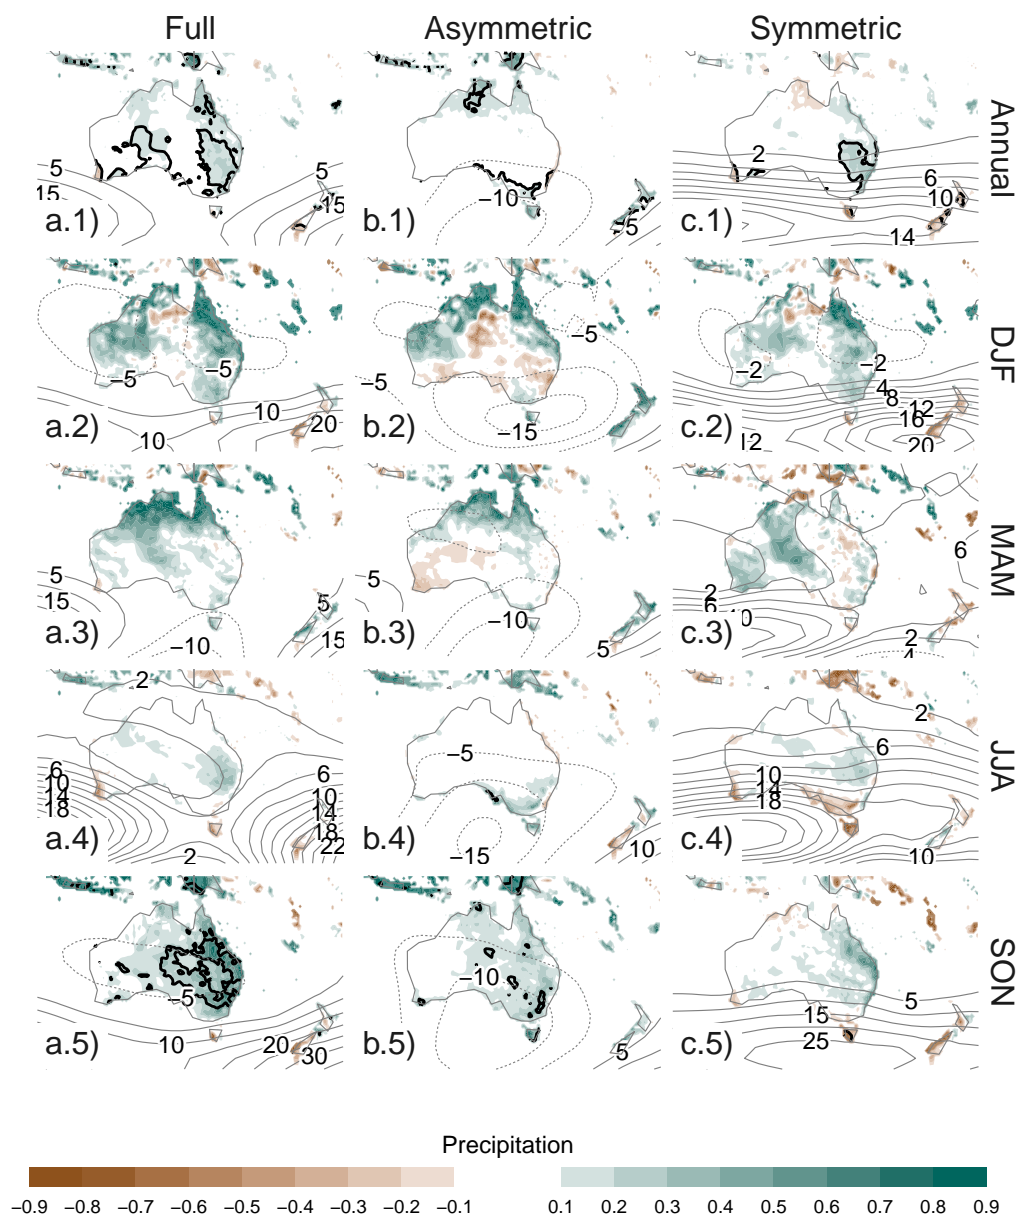 Full Asymmetric Symmetric
Annual
5 5 15 15
a.1)
−10 5
b.1)
2 6 10 14
c.1)
DJF
−5 −5 10 10 20
a.2)
−5 −5 −15
b.2)
−2 −2 4 8 12 16 20 12
c.2)
MAM
5 15 5 −10 15
a.3)
5 −10 5
b.3)
6 2 6 2
c.3)
JJA
2 6 10 14 18 6 10 14 18 22 2
a.4)
−5 −15 10
b.4)
2 6 10 14 18 10
c.4)
SON
−5 10 20 30
a.5)
−10 5
b.5)
5 15 25
c.5)
Precipitation
−0.9 −0.8 −0.7 −0.6 −0.5 −0.4 −0.3 −0.2 −0.1 0.1 0.2 0.3 0.4 0.5 0.6 0.7 0.8 0.9